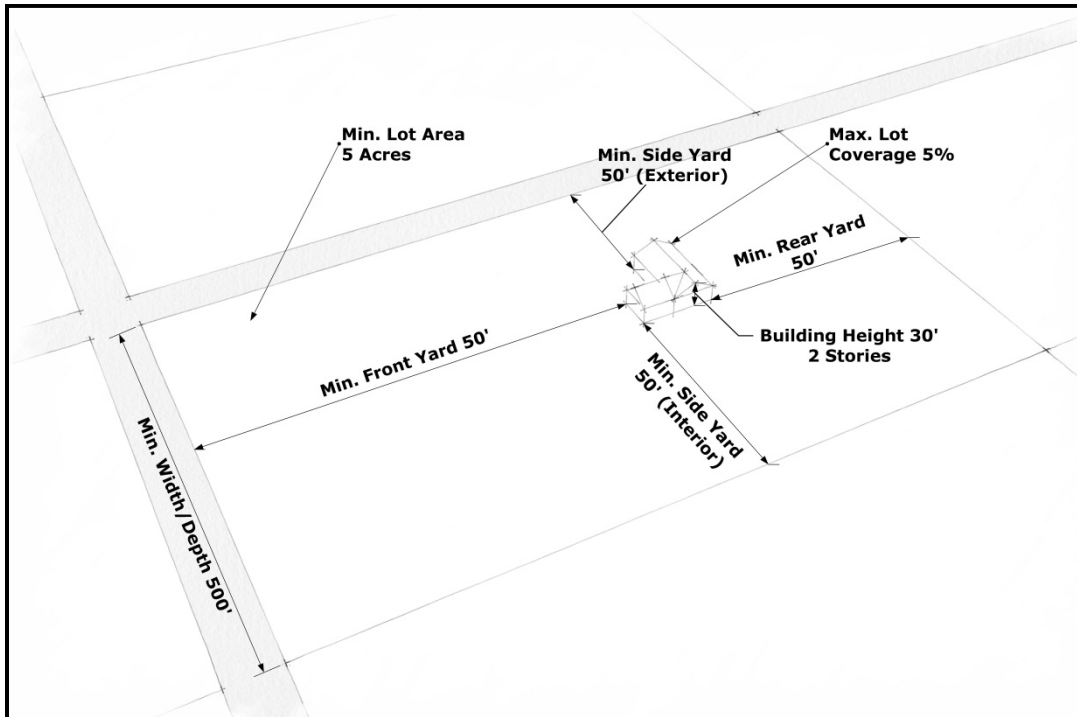 Min. Lot Area
5 Acres
Min. Side Yard
50' (Exterior)
Max. Lot
Coverage 5%
Min. Rear Yard
50'
Min. Front Yard 50'
Building Height 30'
2 Stories
Min. Side Yard
50' (Interior)
Min. Width/Depth 500'